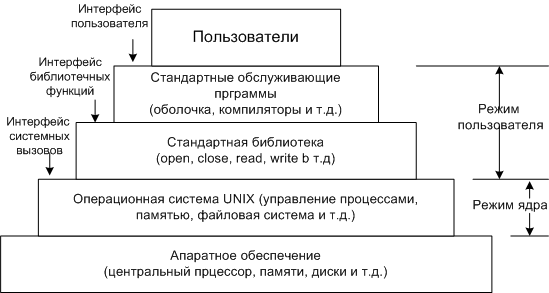 Интерфейс
пользователя
Пользователи
Интерфейс
библиотечных
функций
Стандартные обслуживающие
прграммы
(оболочка, компиляторы и т.д.)
Интерфейс
системных
вызовов
Стандартная библиотека
(open, close, read, write b т.д)
Режим
пользователя
Операционная система UNIX (управление процессами,
памятью, файловая система и т.д.)
Режим ядра
Апаратное обеспечение
(центральный прцессор, памяти, диски и т.д.)